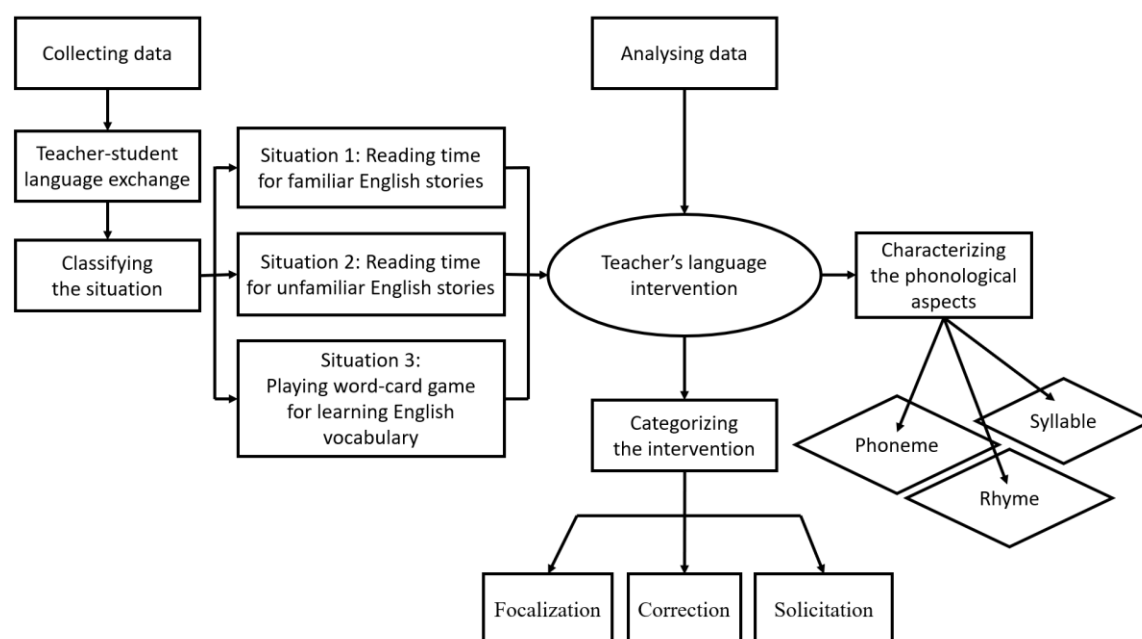 Collecting data
Analysing data
Teacher-student
language exchange
Situation 1: Reading time
for familiar English stories
Classifying
the situation
Situation 2: Reading time
for unfamiliar English stories
Teacher’s language
intervention
Characterizing
the phonological
aspects
Situation 3:
Playing word-card game
for learning English
vocabulary
Categorizing
the intervention
Syllable
Phoneme
Rhyme
Focalization
Correction
Solicitation